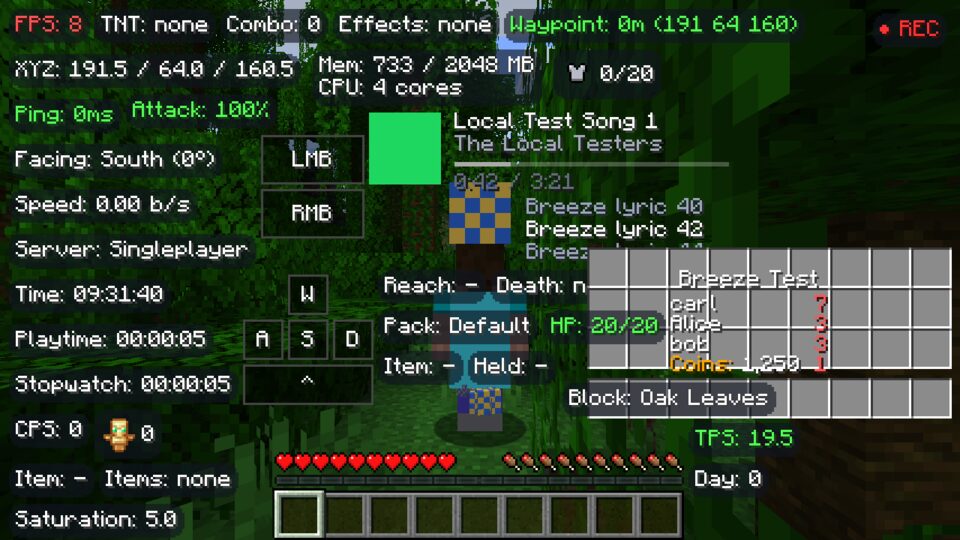 FPS: 8 TNT: none Combo: 0 Effects: none Waypoint: 0m (191 64 160) REC
XYZ: 191.5 / 64.0 / 160.5 Mem: 733 / 2048 MB
CPU: 4 cores
0/20
Ping: 0ms Attack: 100%
Local Test Song 1
The Local Testers
0:42 / 3:21
Breeze lyric 40
Breeze lyric 42
Breeze lyric
Facing: South (0°) LMB
Speed: 0.00 b/s RMB
Server: Singleplayer
Time: 09:31:40 W
Playtime: 00:00:05 A S D
Stopwatch: 00:00:05 ^
CPS: 0 0
Item: - Items: none
Saturation: 5.0
Reach: - Death: n
Pack: Default HP: 20/20
Item: - Held: -
Breeze Test
carl 7
Alice 3
bob 3
Coins: 1,250 1
Block: Oak Leaves
TPS: 19.5
Day: 0